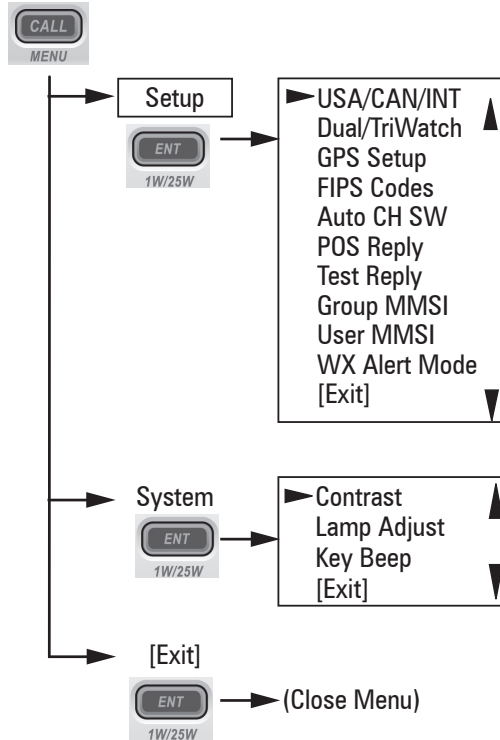 CALL
MENU
Setup
ENT
1W/25W
USA/CAN/INT
Dual/TriWatch
GPS Setup
FIPS Codes
Auto CH SW
POS Reply
Test Reply
Group MMSI
User MMSI
WX Alert Mode
[Exit]
System
ENT
1W/25W
Contrast
Lamp Adjust
Key Beep
[Exit]
[Exit]
ENT
1W/25W
(Close Menu)